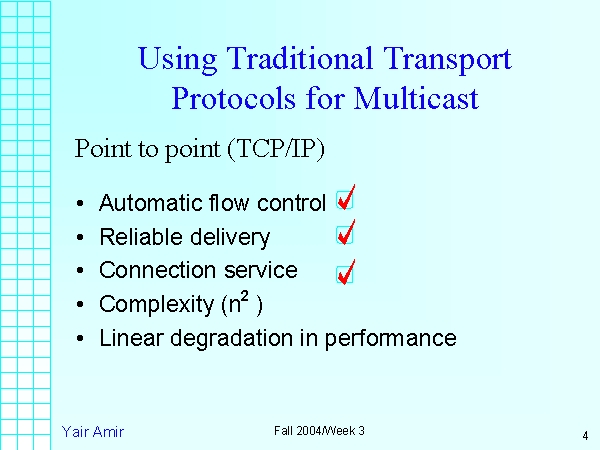 Using Traditional Transport
Protocols for Multicast
Point to point (TCP/IP)
• Automatic flow control
• Reliable delivery
• Connection service
• Complexity (n² )
• Linear degradation in performance
Yair Amir
Fall 2004/Week 3
4